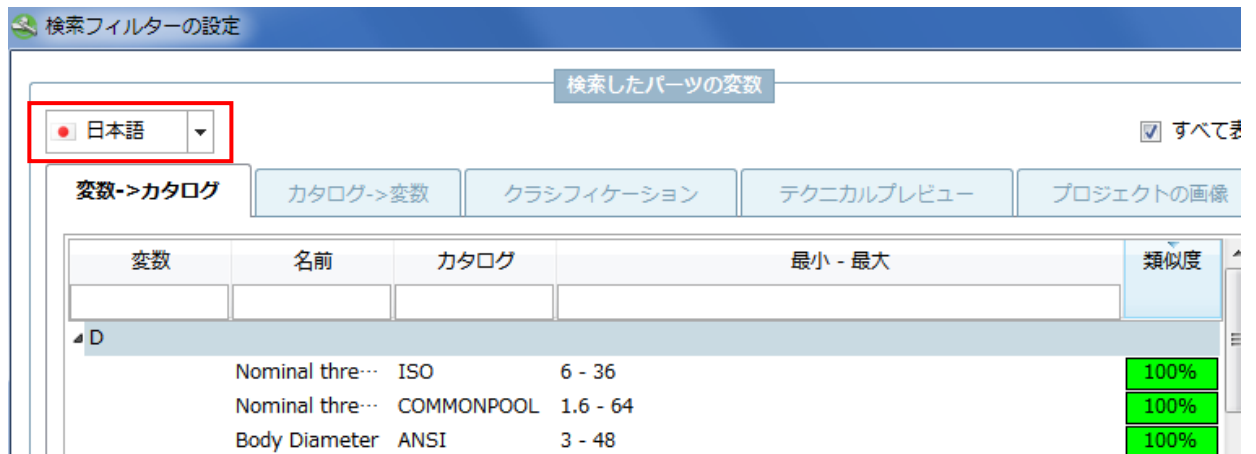 検索フィルターの設定
検索したパーツの変数
日本語 すべて表
変数->カタログ カタログ->変数 クラシフィケーション テクニカルプレビュー プロジェクトの画像
変数 名前 カタログ 最小 - 最大 類似度
D
Nominal thre… ISO 6 - 36 100%
Nominal thre… COMMONPOOL 1.6 - 64 100%
Body Diameter ANSI 3 - 48 100%